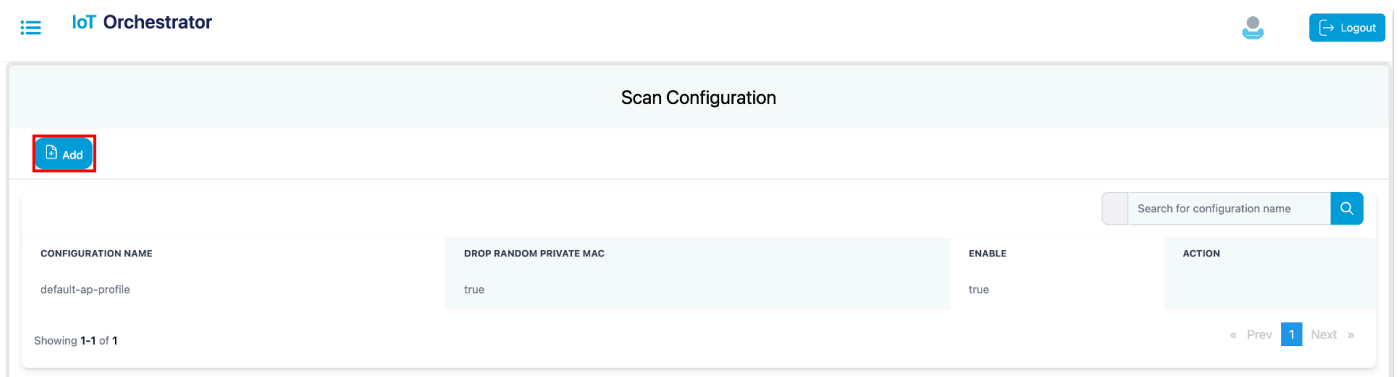 IoT Orchestrator
Logout
Scan Configuration
Add
Search for configuration name
CONFIGURATION NAME DROP RANDOM PRIVATE MAC ENABLE ACTION
default-ap-profile true true
Showing 1-1 of 1
« Prev 1 Next »